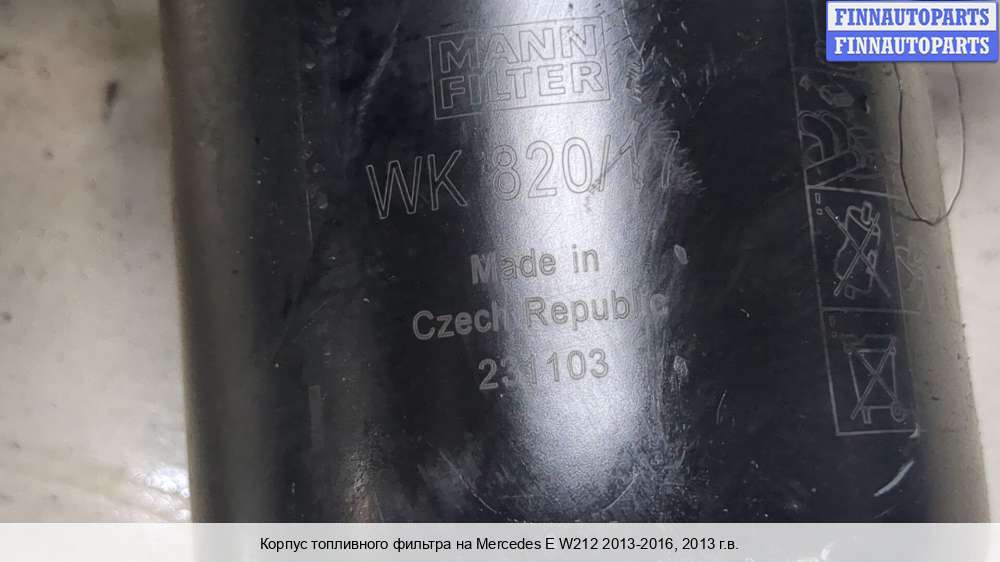 FINNAUTOPARTS
FINNAUTOPARTS
MANN
FILTER
WK 820/17
Made in
Czech Republic
231103
Корпус топливного фильтра на Mercedes E W212 2013-2016, 2013 г.в.